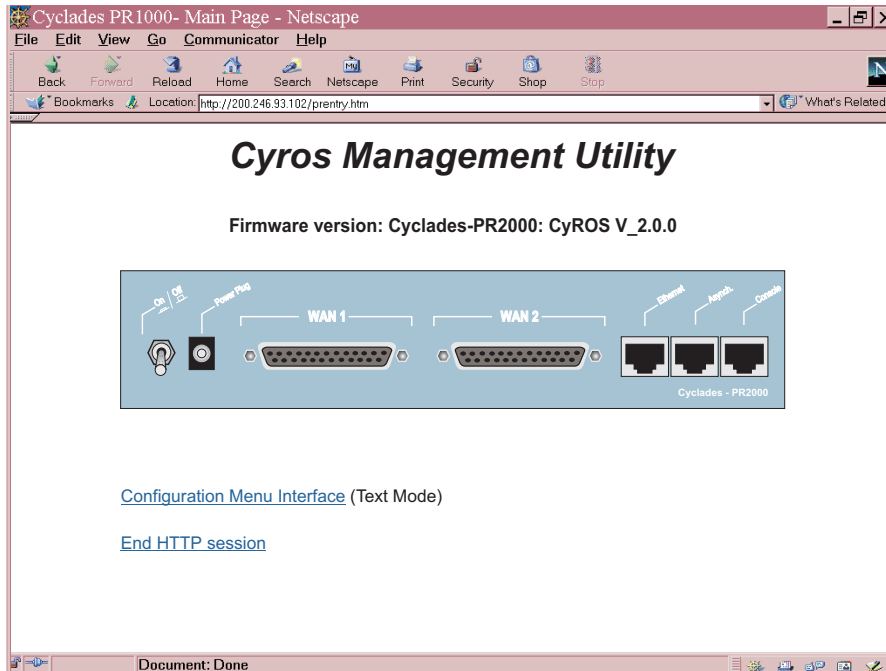 Cyclades PR1000- Main Page - Netscape
File Edit View Go Communicator Help
Back Forward Reload Home Search Netscape Print Security Shop Stop
My
N
Bookmarks Location: http://200.246.93.102/prentry.htm What's Related
Cyros Management Utility
Firmware version: Cyclades-PR2000: CyROS V_2.0.0
On Off Power Plug WAN 1 WAN 2 Ethernet Asynch. Console
Cyclades - PR2000
Configuration Menu Interface (Text Mode)
End HTTP session
Document: Done